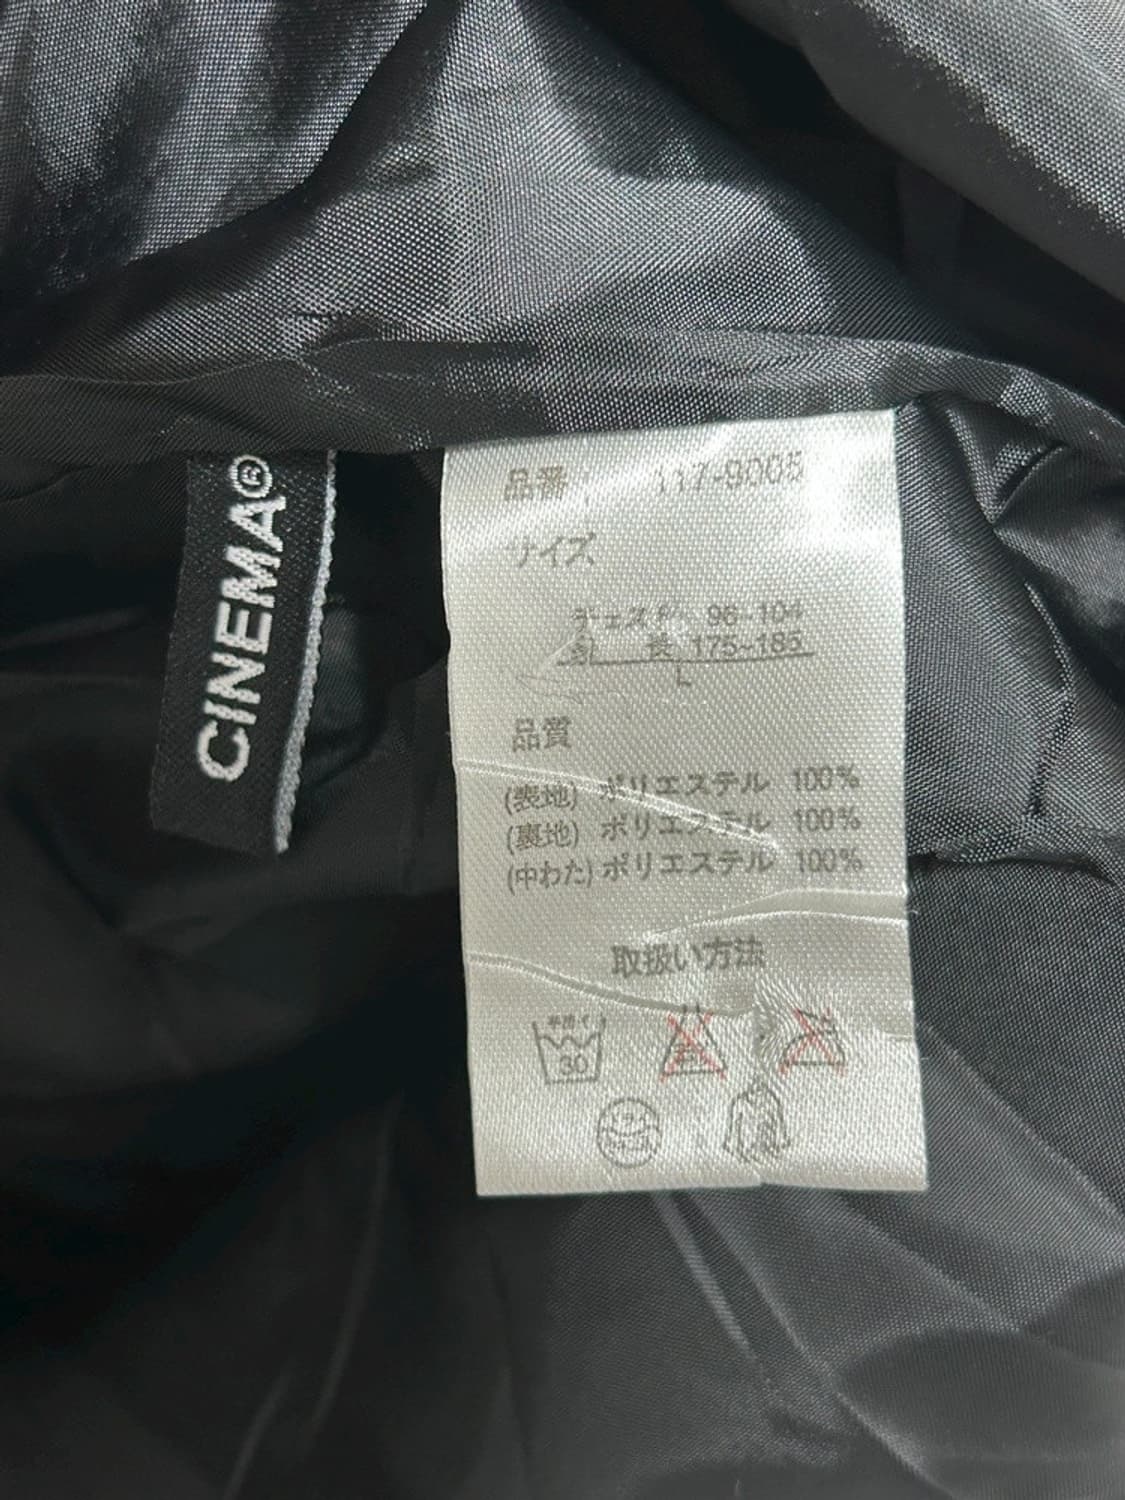 CINEMA®
品番 : 117-9005
サイズ
チェスト 96-104
身 長 175-185
L
品質
(表地) ポリエステル 100%
(裏地) ポリエステル 100%
(中わた) ポリエステル 100%
取扱い方法
手洗イ
30